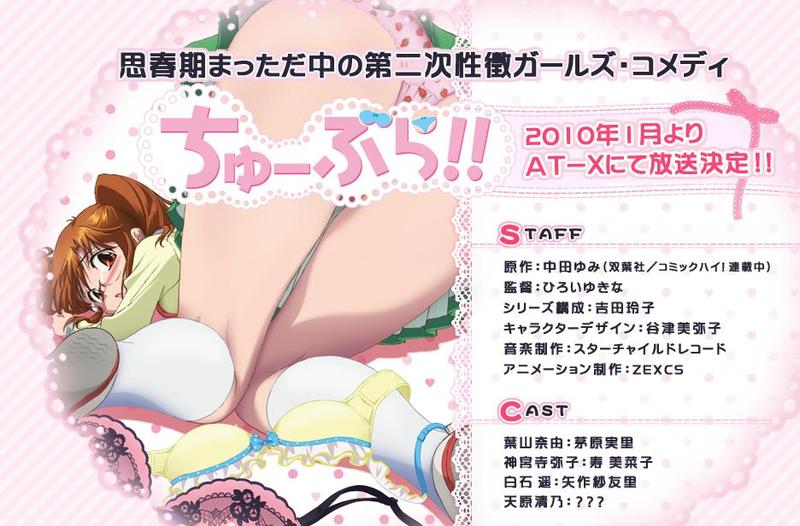 思春期まっただ中の第二次性徴ガールズ・コメディ
ちゅーぶら!!
2010年1月より
AT-Xにて放送決定!!
STAFF
原作:中田ゆみ(双葉社/コミックハイ!連載中)
監督:ひろいゆきな
シリーズ構成:吉田玲子
キャラクターデザイン:谷津美弥子
音楽制作:スターチャイルドレコード
アニメーション制作:ZEXCS
CAST
葉山奈由:茅原実里
神宮寺弥子:寿 美菜子
白石 遥:矢作紗友里
天原清乃:???